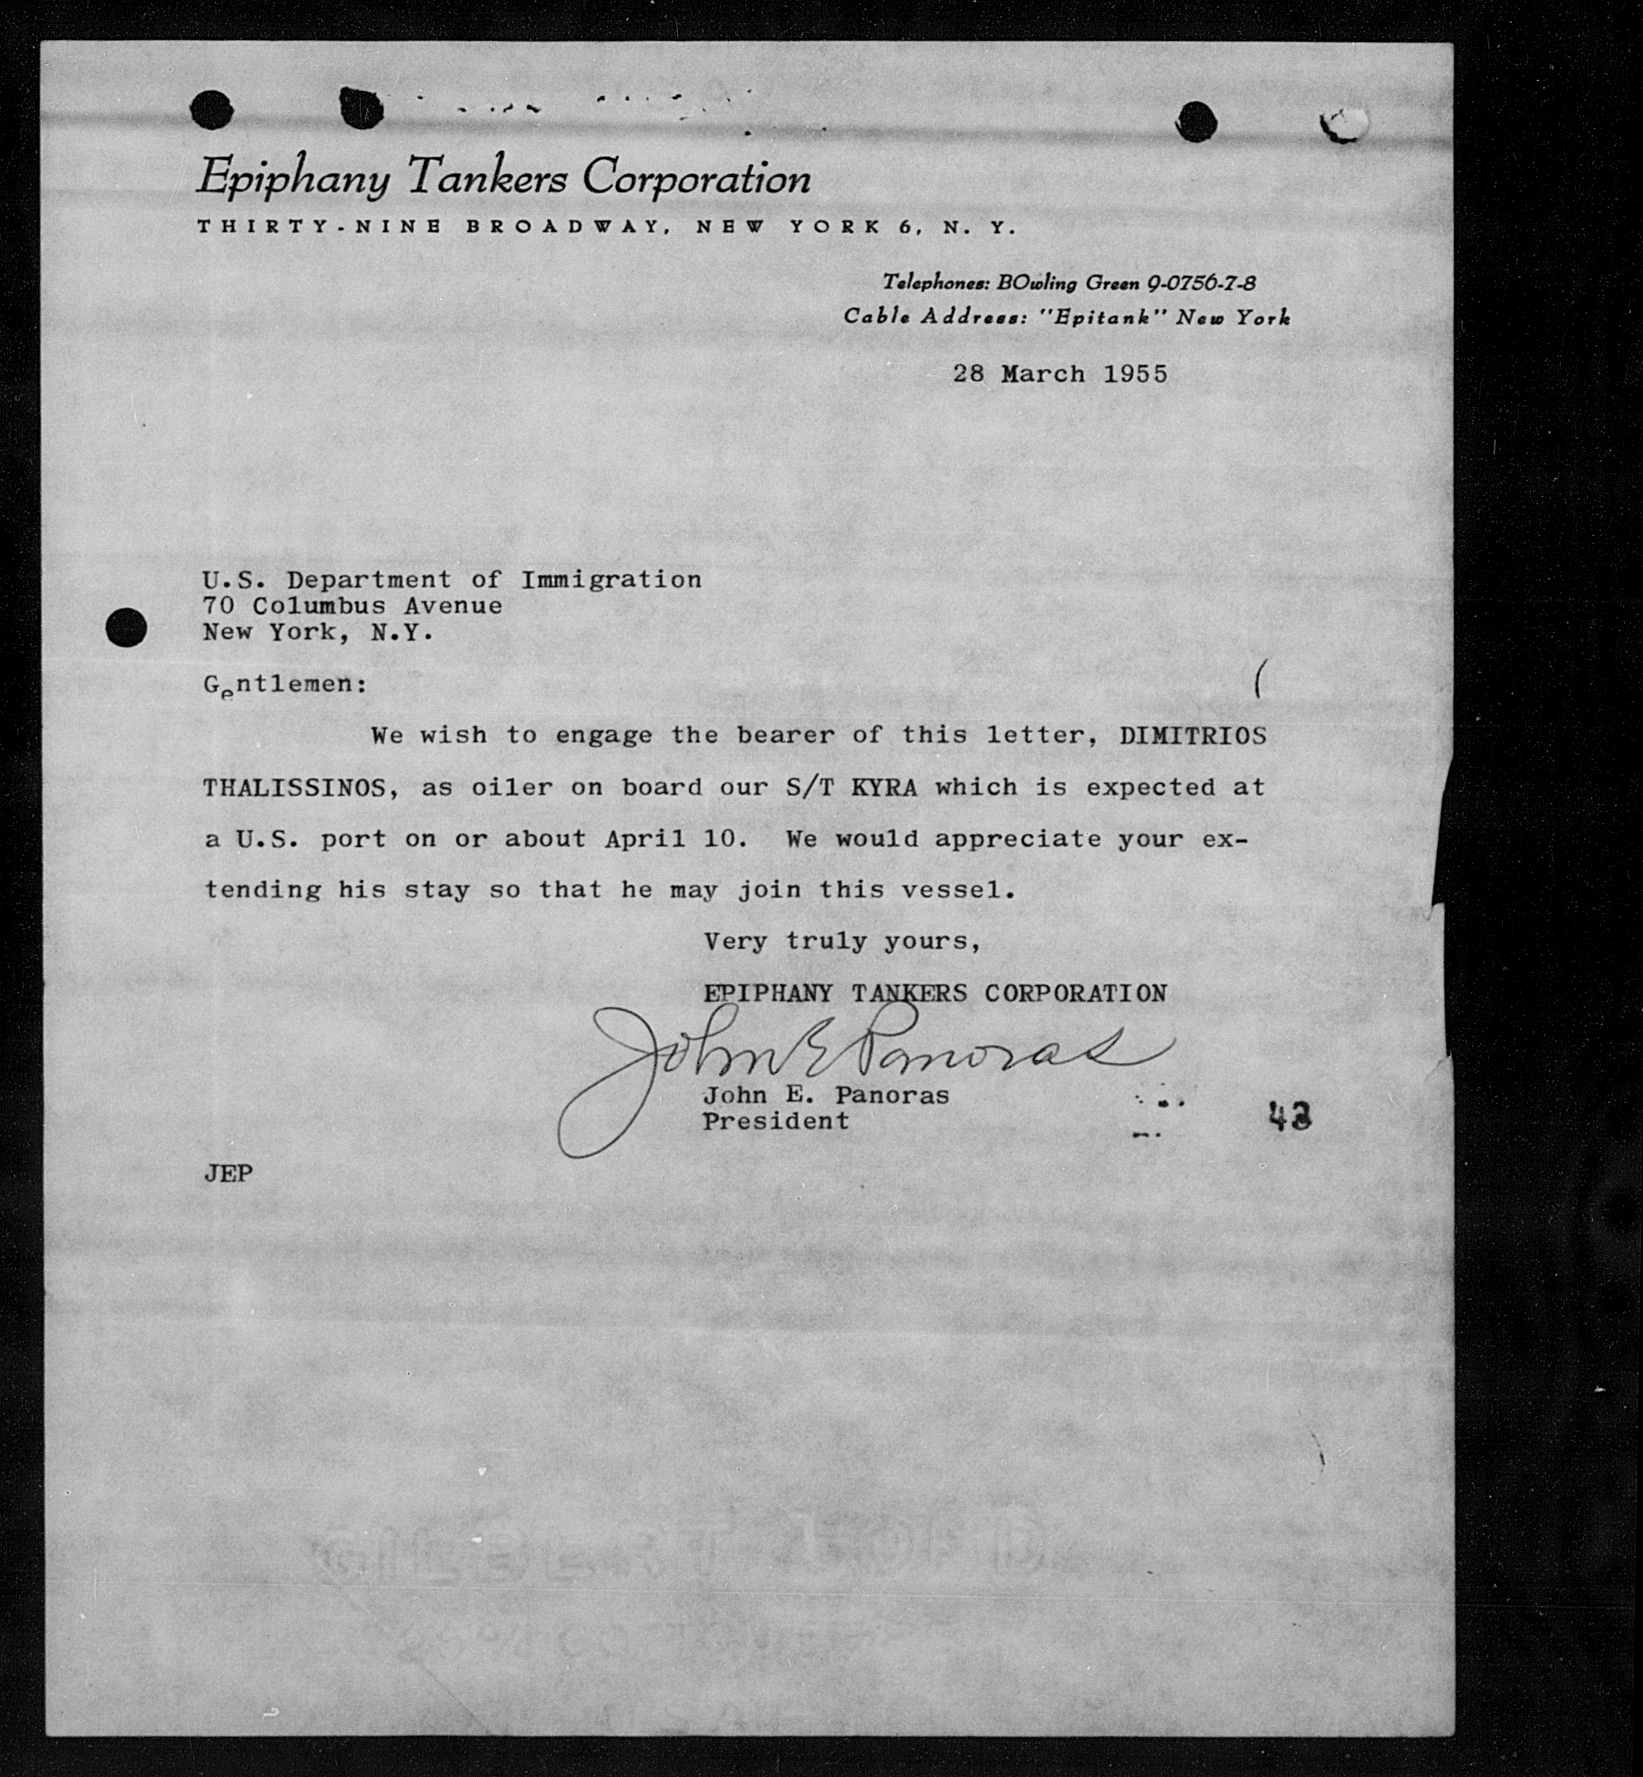 Epiphany Tankers Corporation
THIRTY-NINE BROADWAY, NEW YORK 6, N. Y.
Telephones: BOwling Green 9-0756-7-8
Cable Address: "Epitank" New York
28 March 1955
U.S. Department of Immigration
70 Columbus Avenue
New York, N.Y.
Gentlemen:
We wish to engage the bearer of this letter, DIMITRIOS
THALISSINOS, as oiler on board our S/T KYRA which is expected at
a U.S. port on or about April 10. We would appreciate your ex-
tending his stay so that he may join this vessel.
Very truly yours,
EPIPHANY TANKERS CORPORATION
John E Panoras
John E. Panoras
President
JEP